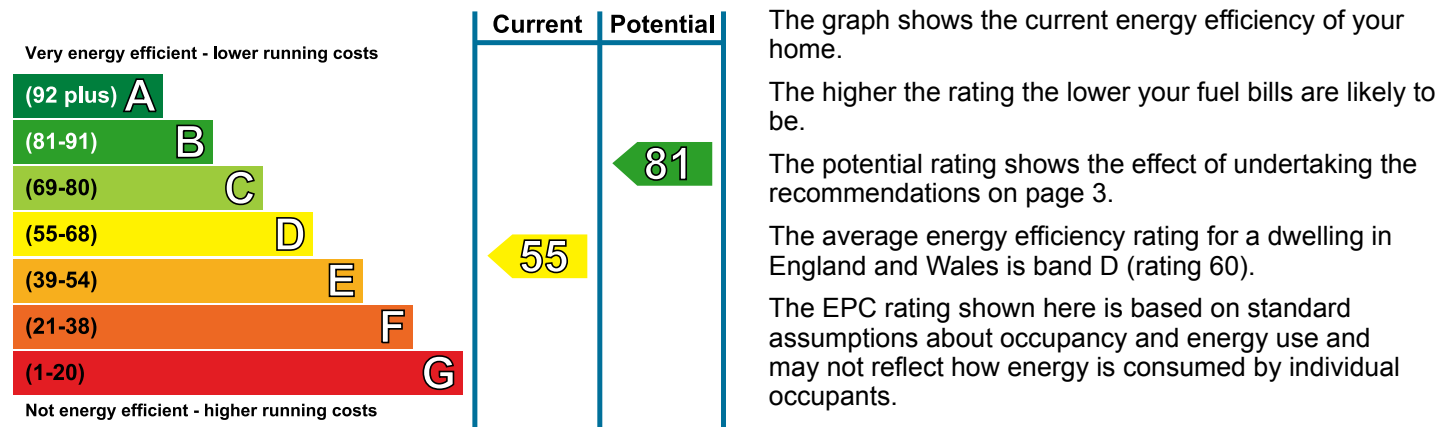 Current Potential
Very energy efficient - lower running costs
(92 plus) A
(81-91) B
(69-80) C
(55-68) D
(39-54) E
(21-38) F
(1-20) G
Not energy efficient - higher running costs
55
81
The graph shows the current energy efficiency of your
home.
The higher the rating the lower your fuel bills are likely to
be.
The potential rating shows the effect of undertaking the
recommendations on page 3.
The average energy efficiency rating for a dwelling in
England and Wales is band D (rating 60).
The EPC rating shown here is based on standard
assumptions about occupancy and energy use and
may not reflect how energy is consumed by individual
occupants.